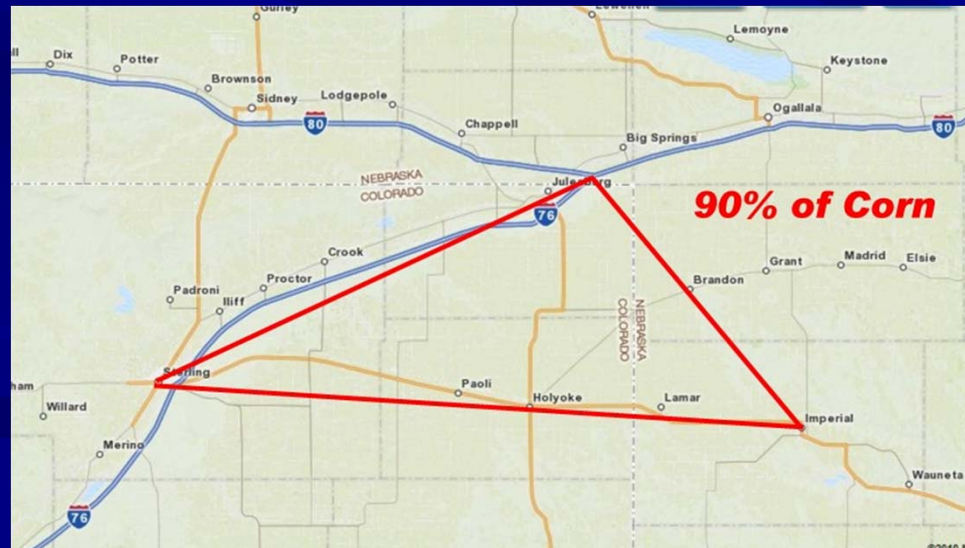 Gurley
Lewellen
Lemoyne
ll
Dix
Potter
Keystone
Brownson
Sidney
Lodgepole
Ogallala
80
Chappell
80
Big Springs
NEBRASKA
COLORADO
Julesburg
76
90% of Corn
Crook
Grant
Madrid
Elsie
Proctor
Brandon
Padroni
Iliff
NEBRASKA
COLORADO
Sterling
ham
Paoli
Holyoke
Lamar
Willard
Imperial
Merino
Wauneta
76